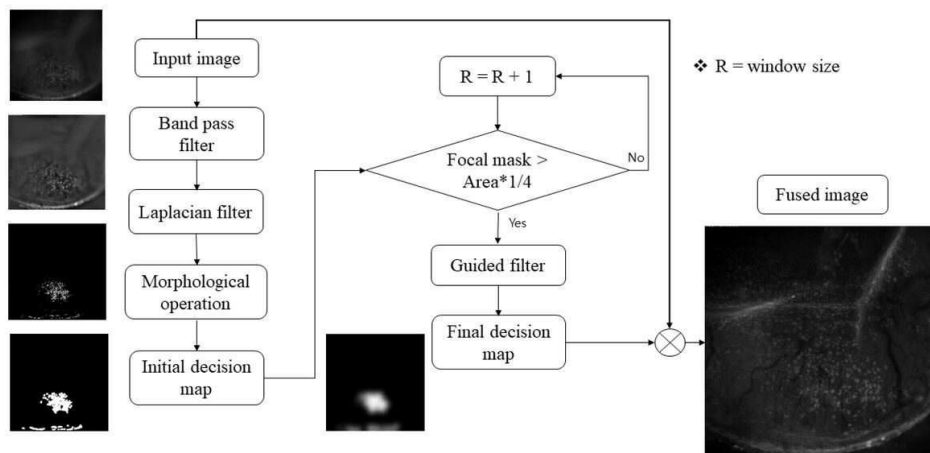 Input image
Band pass
filter
Laplacian filter
Morphological
operation
Initial decision
map
R = R + 1
Focal mask >
Area*1/4
No
Yes
Guided filter
Final decision
map
❖ R = window size
Fused image